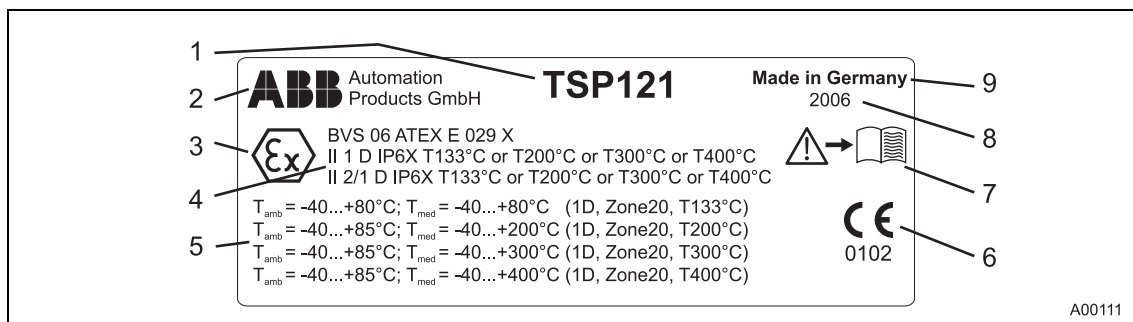 1
2
3
4
5
ABB Automation Products GmbH
TSP121
Made in Germany
2006
9
8
Ex
BVS 06 ATEX E 029 X
II 1 D IP6X T133°C or T200°C or T300°C or T400°C
II 2/1 D IP6X T133°C or T200°C or T300°C or T400°C
7
Tamb = -40...+80°C; Tmed = -40...+80°C (1D, Zone20, T133°C)
Tamb = -40...+85°C; Tmed = -40...+200°C (1D, Zone20, T200°C)
Tamb = -40...+85°C; Tmed = -40...+300°C (1D, Zone20, T300°C)
Tamb = -40...+85°C; Tmed = -40...+400°C (1D, Zone20, T400°C)
CE
0102
6
A00111